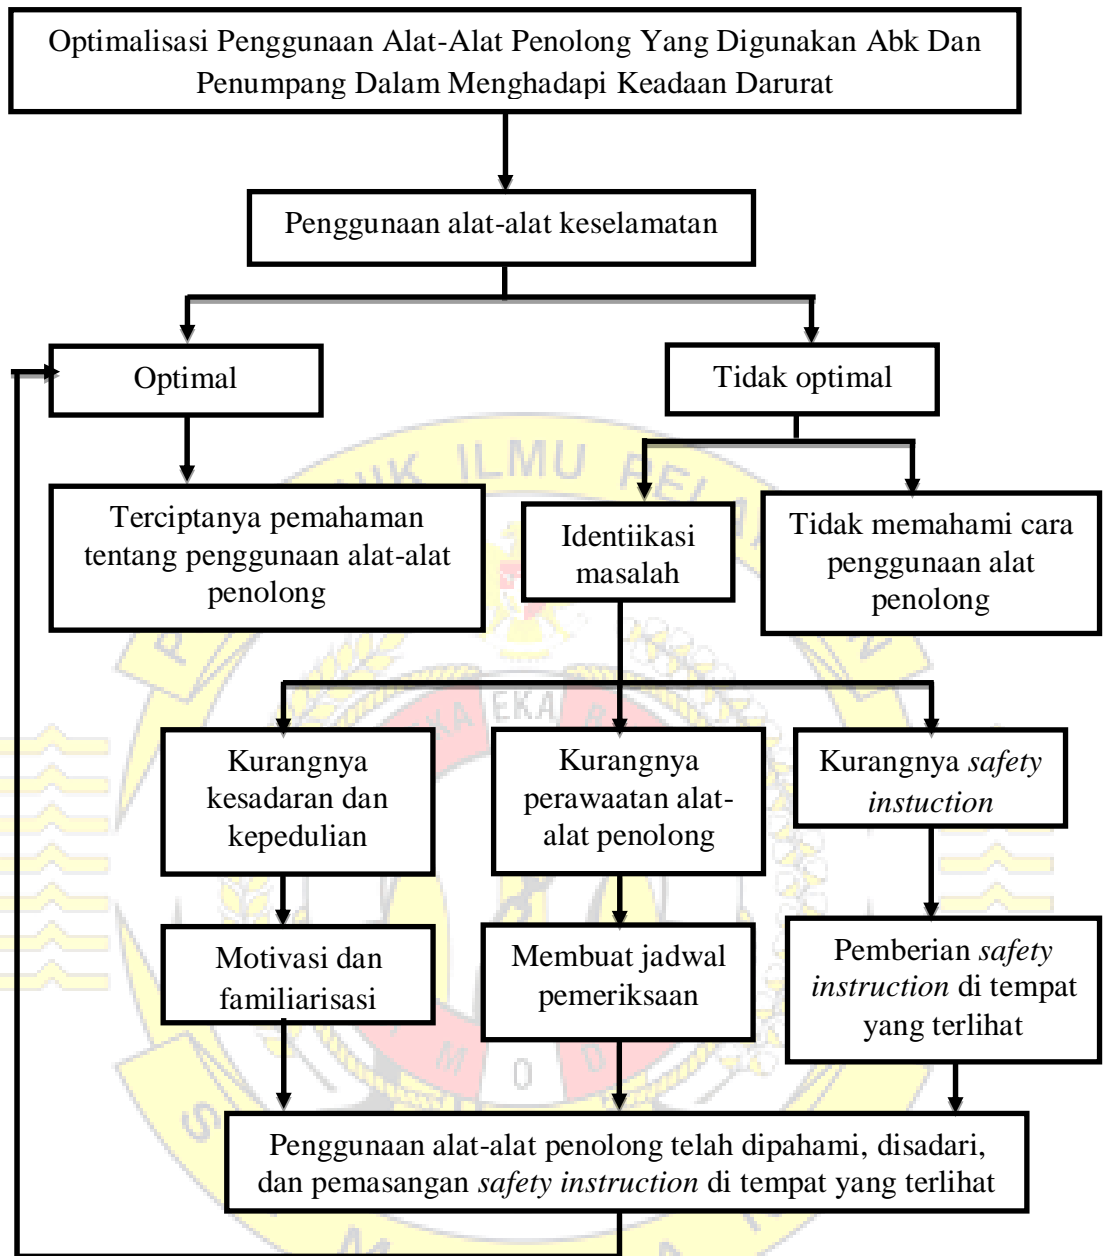 Optimalisasi Penggunaan Alat-Alat Penolong Yang Digunakan Abk Dan
Penumpang Dalam Menghadapi Keadaan Darurat
Penggunaan alat-alat keselamatan
Optimal
Tidak optimal
Terciptanya pemahaman
tentang penggunaan alat-alat
penolong
Identiikasi
masalah
Tidak memahami cara
penggunaan alat
penolong
Kurangnya
kesadaran dan
kepedulian
Kurangnya
perawaatan alat-
alat penolong
Kurangnya safety
instuction
Motivasi dan
familiarisasi
Membuat jadwal
pemeriksaan
Pemberian safety
instruction di tempat
yang terlihat
Penggunaan alat-alat penolong telah dipahami, disadari,
dan pemasangan safety instruction di tempat yang terlihat
ILMU
EKA